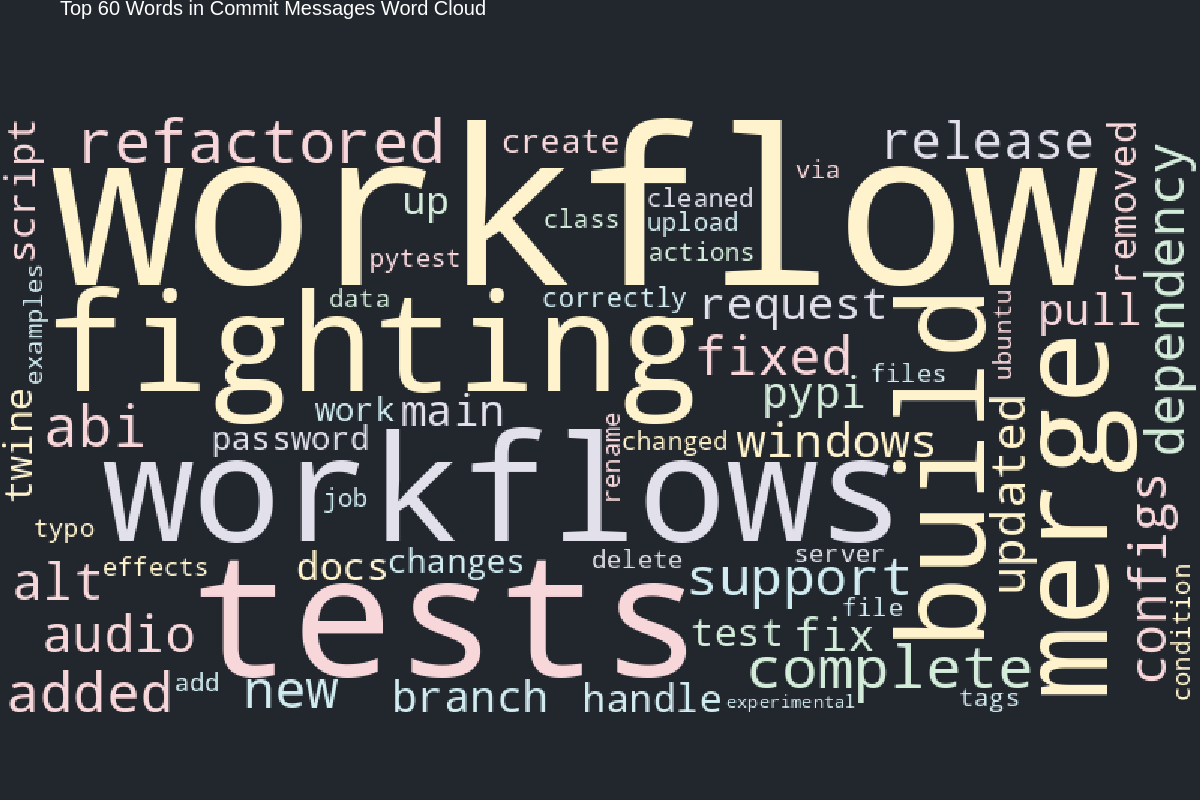 Top 60 Words in Commit Messages Word Cloud
script
refactored
workflow
create
release
removed
dependency
via
up
cleaned
class
upload
actions
pytest
examples
data
fighting
correctly
request
build
ubuntu
pull
merge
fixed
files
pypi
twine
abi
work
main
password
rename
changed
windows
updated
workflows
job
configs
typo
effects
alt
docs
changes
delete
server
support
condition
tests
file
audio
test
fix
complete
added
add
new
branch
handle
experimental
tags